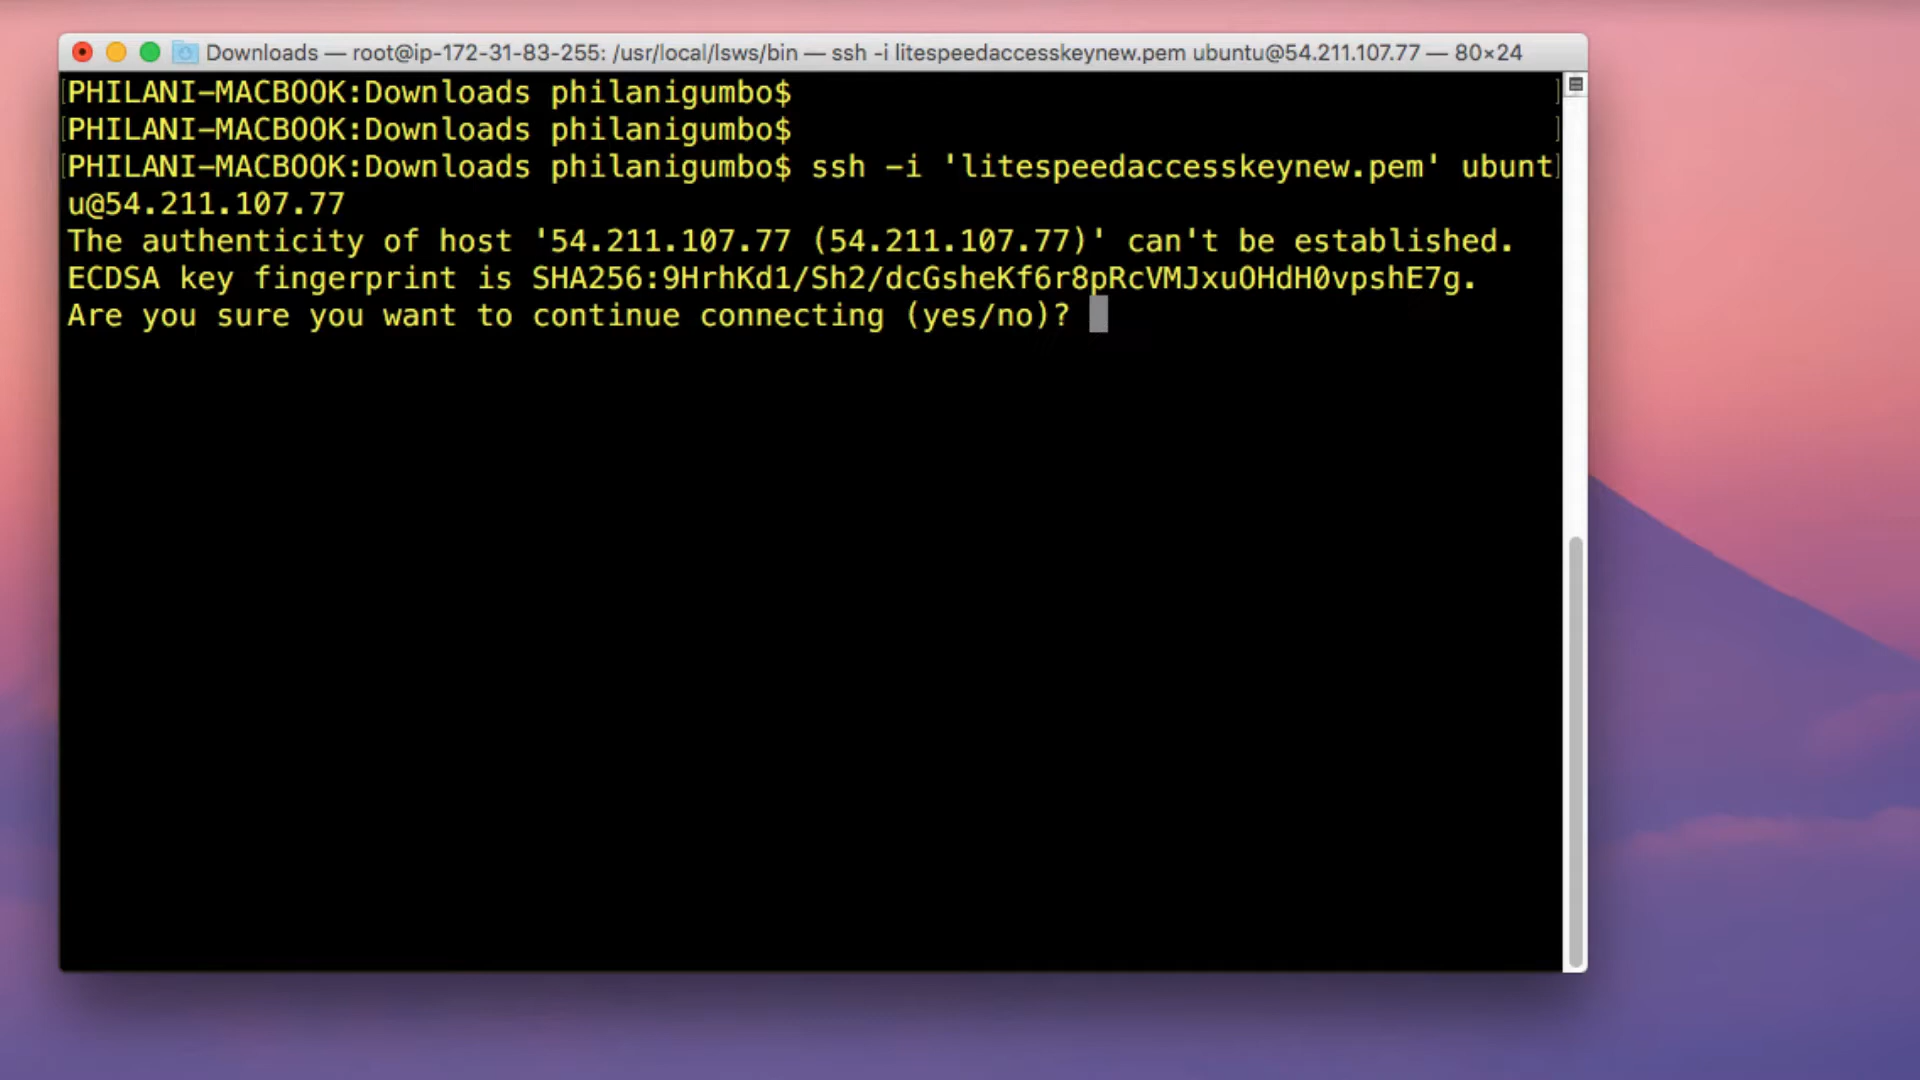 Downloads — root@ip-172-31-83-255: /usr/local/lsws/bin — ssh -i litespeedaccesskeynew.pem ubuntu@54.211.107.77 — 80×24
[PHILANI-MACBOOK:Downloads philanigumbo$ ]
[PHILANI-MACBOOK:Downloads philanigumbo$ ]
[PHILANI-MACBOOK:Downloads philanigumbo$ ssh -i 'litespeedaccesskeynew.pem' ubunt]
u@54.211.107.77
The authenticity of host '54.211.107.77 (54.211.107.77)' can't be established.
ECDSA key fingerprint is SHA256:9HrhKd1/Sh2/dcGsheKf6r8pRcVMJxuOHdH0vpshE7g.
Are you sure you want to continue connecting (yes/no)?